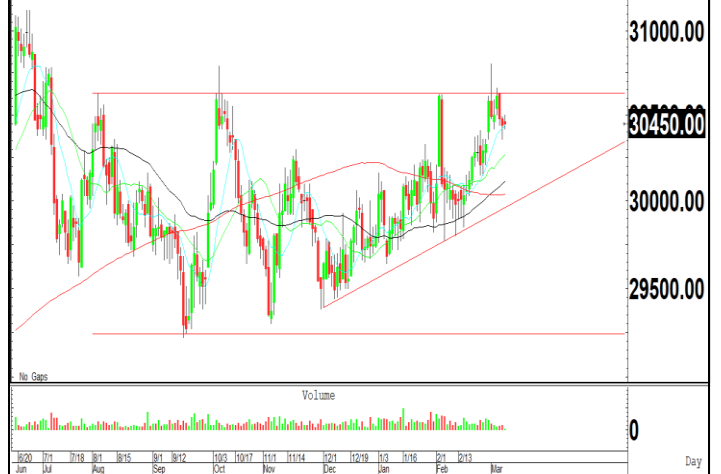 31000.00
30450.00
30000.00
29500.00
No Gaps
Volume
0
6/20 7/1 7/18 8/1 8/15 9/1 9/12 10/3 10/17 11/1 11/14 12/1 12/19 1/3 1/16 2/1 2/13
Jun Jul Aug Sep Oct Nov Dec Jan Feb Mar
Day